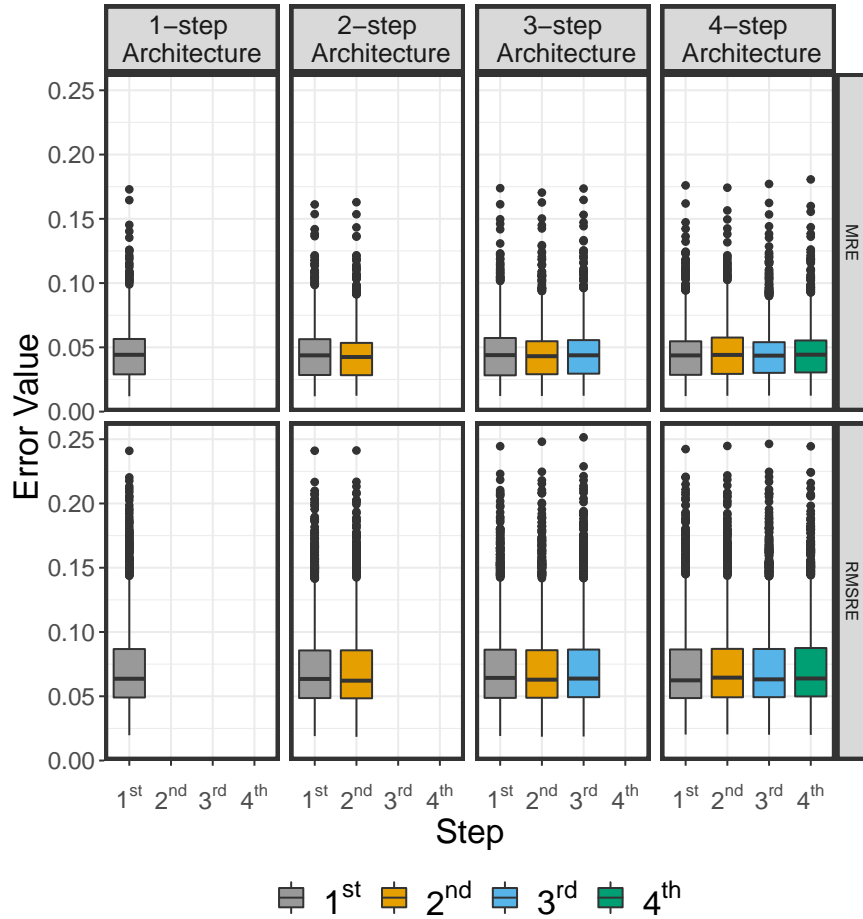 1−step
Architecture
2−step
Architecture
3−step
Architecture
4−step
Architecture
0.25
0.20
0.15
0.10
0.05
0.00
MRE
Error Value
0.25
0.20
0.15
0.10
0.05
0.00
RMSRE
1st 2nd 3rd 4th 1st 2nd 3rd 4th 1st 2nd 3rd 4th 1st 2nd 3rd 4th
Step
1st 2nd 3rd 4th